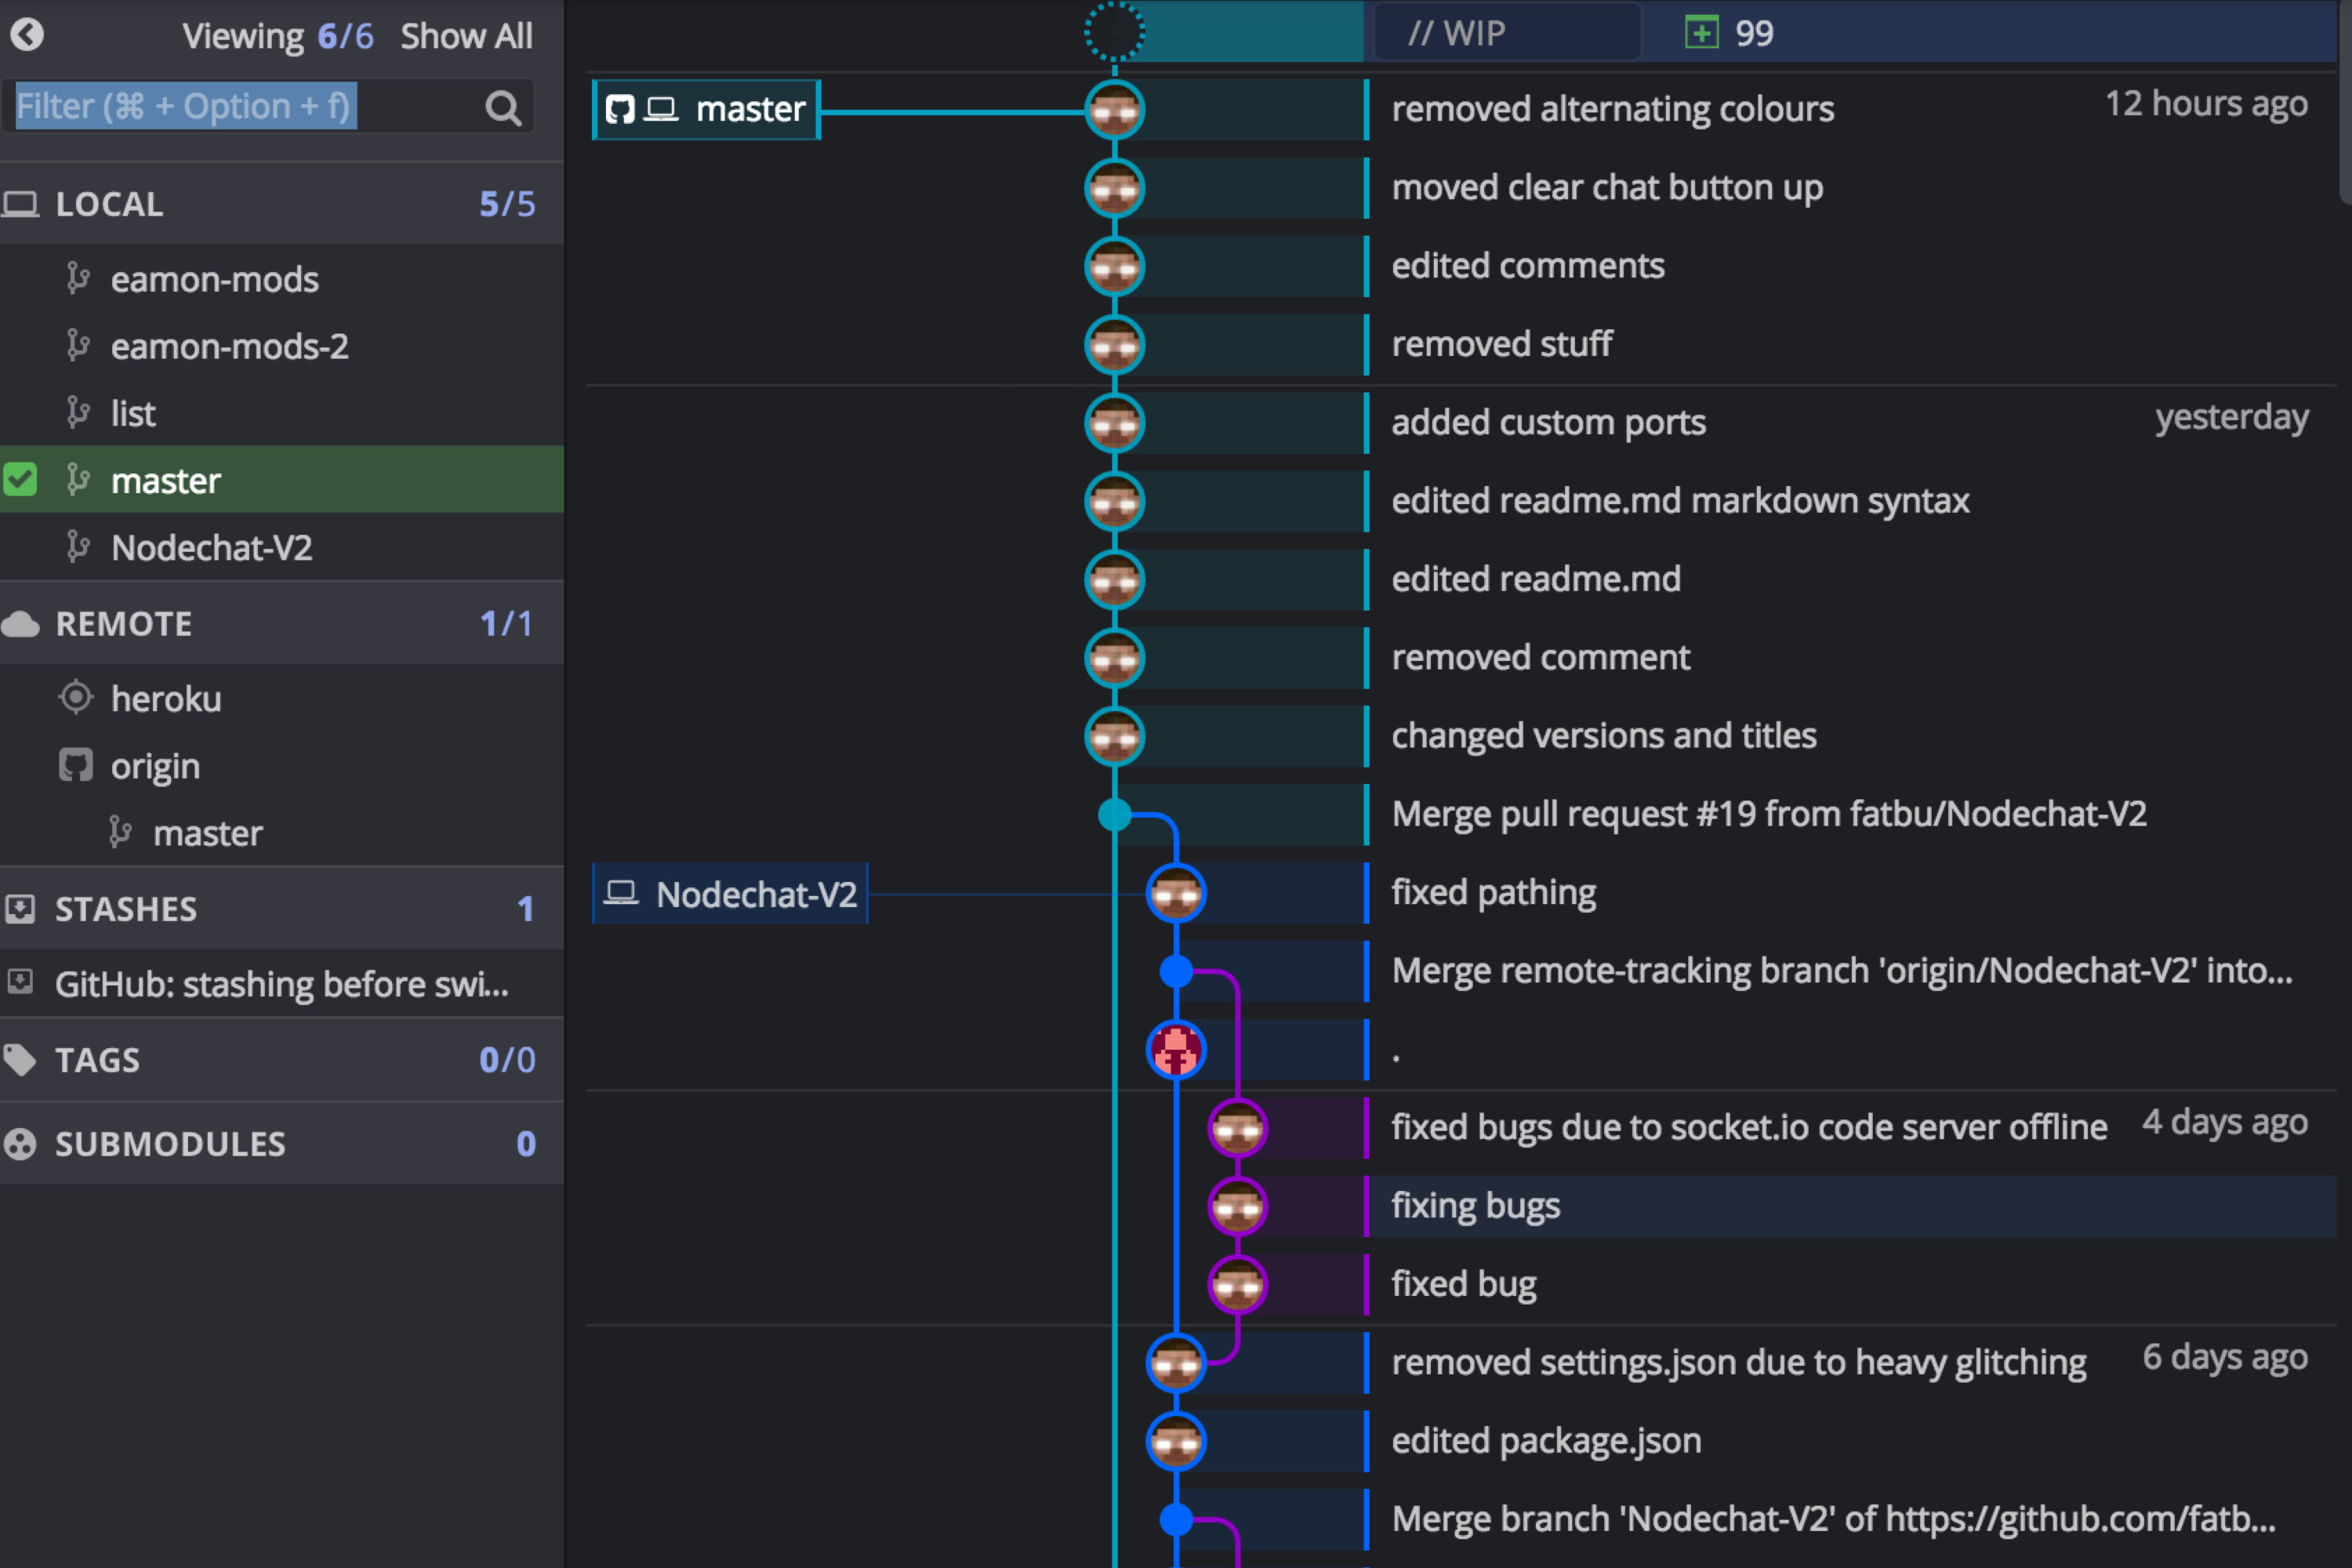 Viewing 6/6 Show All
Filter (⌘ + Option + f)
LOCAL 5/5
eamon-mods
eamon-mods-2
list
master
Nodechat-V2
REMOTE 1/1
heroku
origin
master
STASHES 1
GitHub: stashing before swi...
TAGS 0/0
SUBMODULES 0
// WIP 99
master removed alternating colours 12 hours ago
moved clear chat button up
edited comments
removed stuff
added custom ports yesterday
edited readme.md markdown syntax
edited readme.md
removed comment
changed versions and titles
Merge pull request #19 from fatbu/Nodechat-V2
Nodechat-V2 fixed pathing
Merge remote-tracking branch 'origin/Nodechat-V2' into...
.
fixed bugs due to socket.io code server offline 4 days ago
fixing bugs
fixed bug
removed settings.json due to heavy glitching 6 days ago
edited package.json
Merge branch 'Nodechat-V2' of https://github.com/fatb...